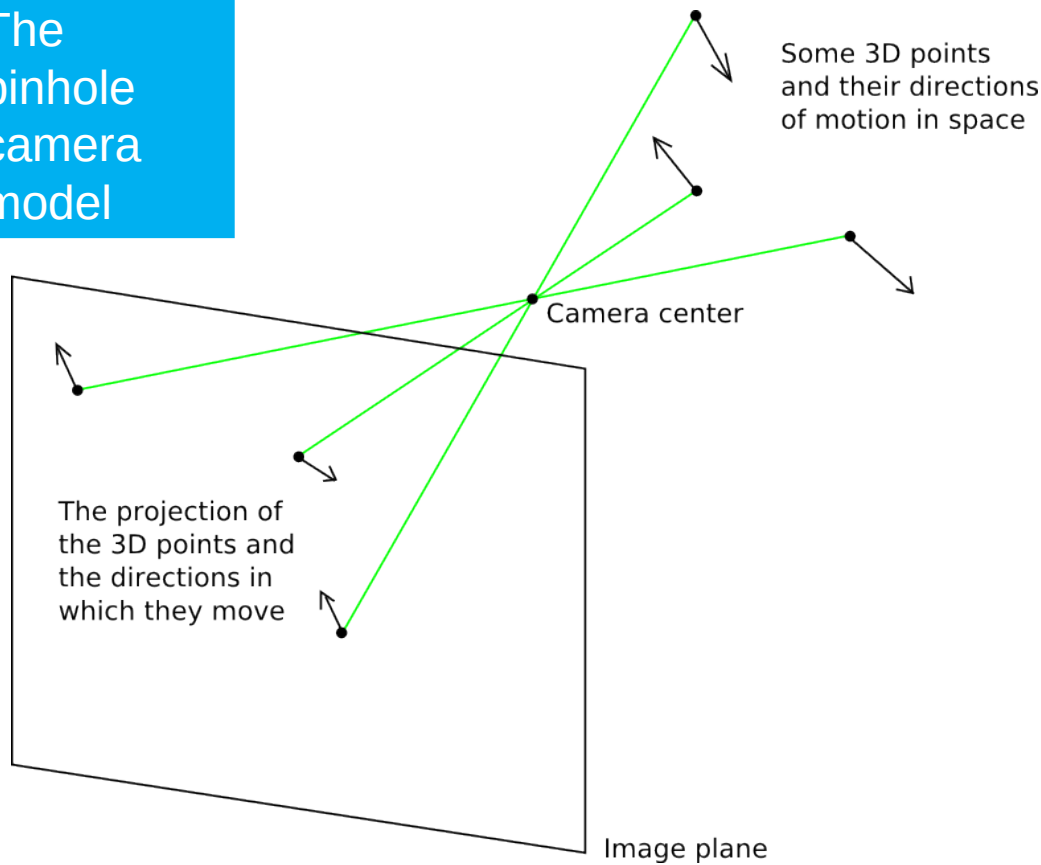 The
pinhole
camera
model
Some 3D points
and their directions
of motion in space
Camera center
The projection of
the 3D points and
the directions in
which they move
Image plane